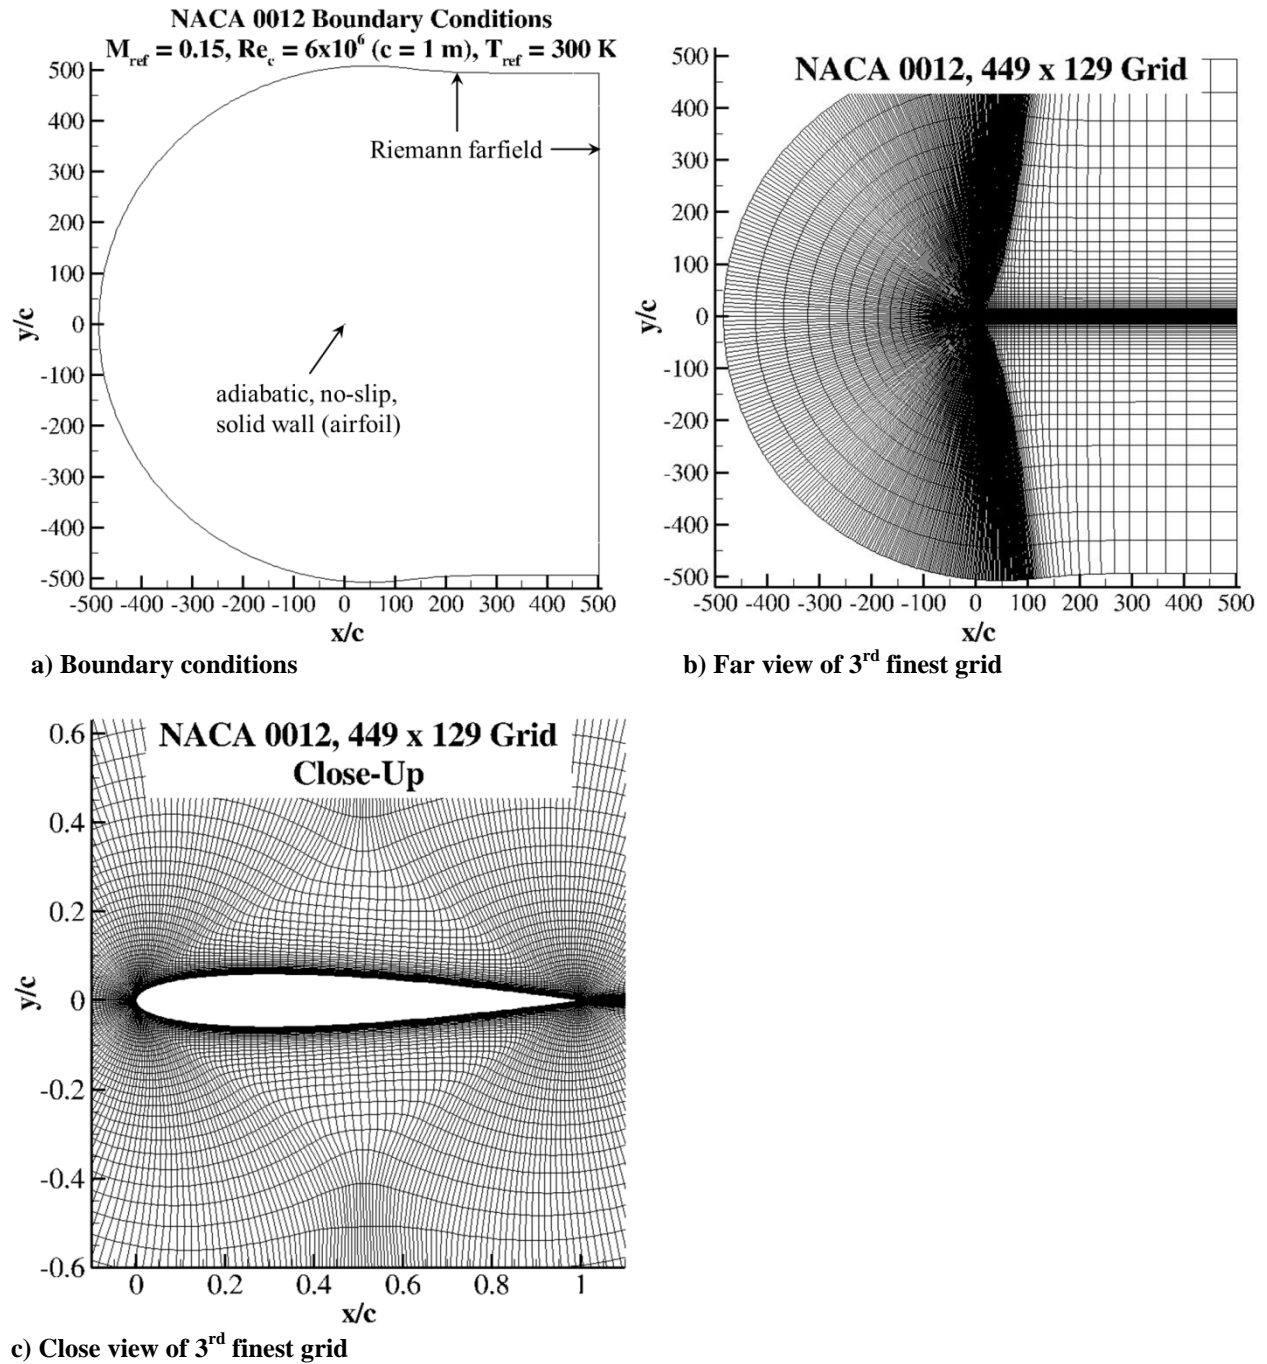 NACA 0012 Boundary Conditions
M_ref = 0.15, Re_c = 6x10^6 (c = 1 m), T_ref = 300 K
500
400
300
200
100
0
-100
-200
-300
-400
-500
y/c
Riemann farfield
adiabatic, no-slip,
solid wall (airfoil)
-500 -400 -300 -200 -100 0 100 200 300 400 500
x/c
a) Boundary conditions
NACA 0012, 449 x 129 Grid
500
400
300
200
100
0
-100
-200
-300
-400
-500
y/c
-500 -400 -300 -200 -100 0 100 200 300 400 500
x/c
b) Far view of 3rd finest grid
NACA 0012, 449 x 129 Grid
Close-Up
0.6
0.4
0.2
0
-0.2
-0.4
-0.6
y/c
0 0.2 0.4 0.6 0.8 1
x/c
c) Close view of 3rd finest grid